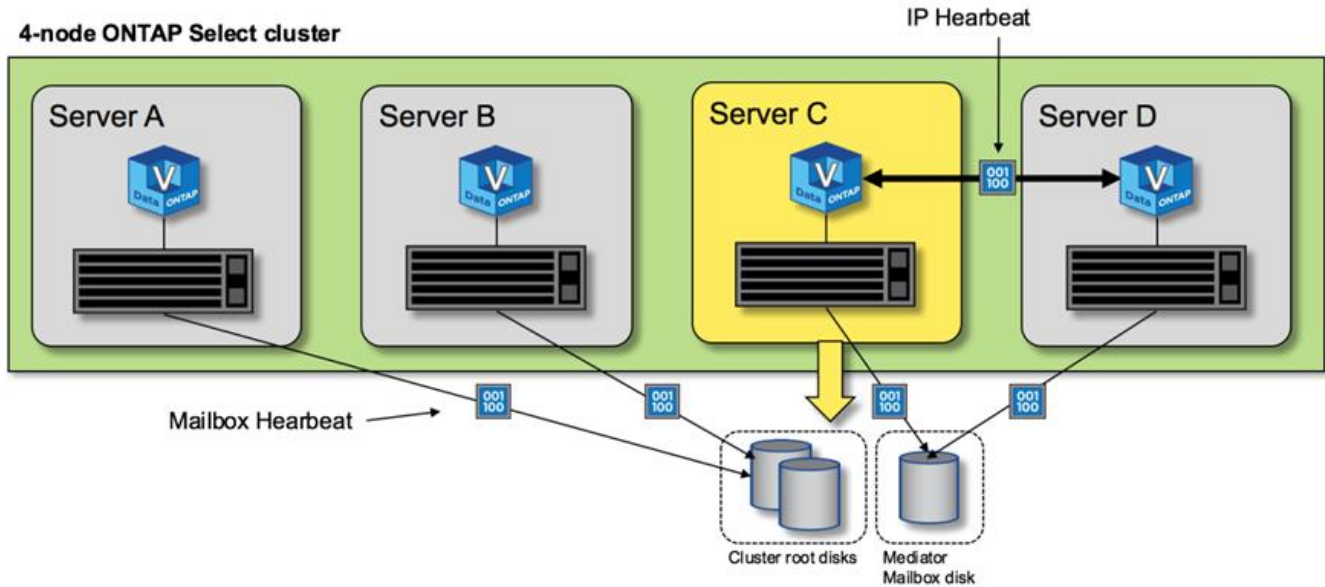 IP Hearbeat
4-node ONTAP Select cluster
Server A
Server B
Server C
Server D
V
Data ONTAP
V
Data ONTAP
V
Data ONTAP
V
Data ONTAP
001
100
001
100
001
100
001
100
001
100
Mailbox Hearbeat
Cluster root disks
Mediator
Mailbox disk